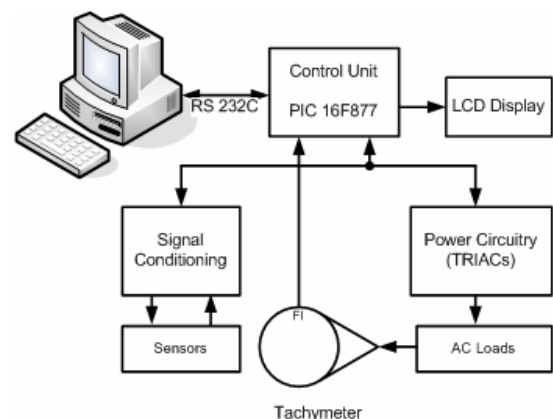 RS 232C
Control Unit
PIC 16F877
LCD Display
Signal
Conditioning
Power Circuitry
(TRIACs)
FI
Sensors
AC Loads
Tachymeter